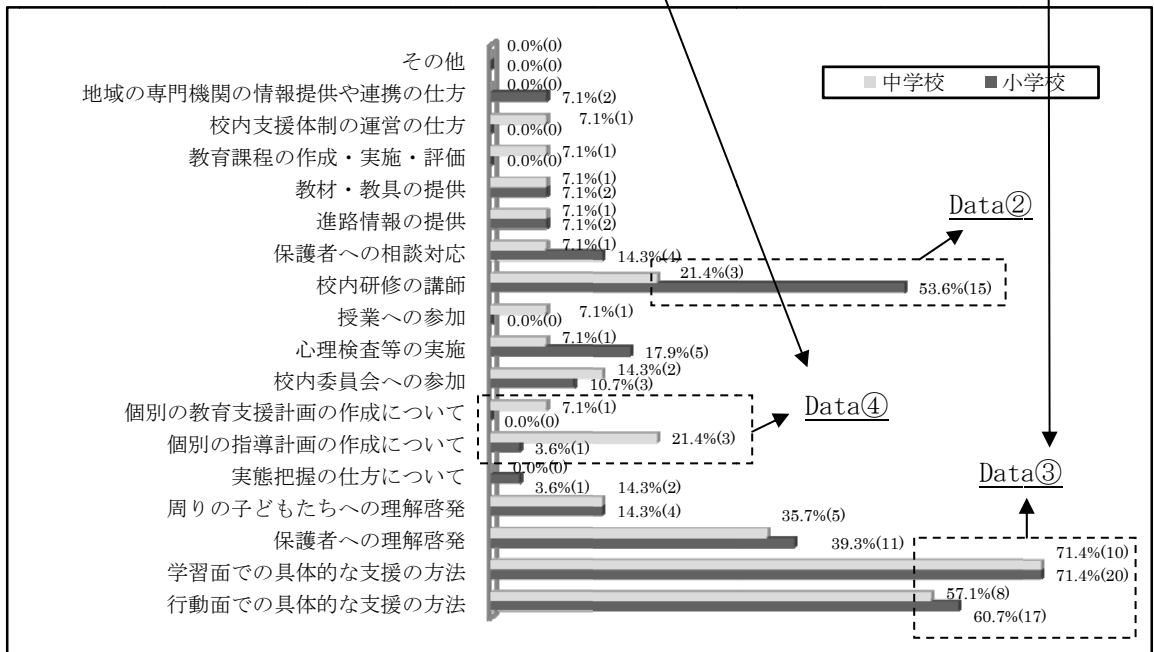 0.0%(0)
その他 0.0%(0)
0.0%(0)
地域の専門機関の情報提供や連携の仕方 7.1%(2)
■中学校 ■小学校
校内支援体制の運営の仕方 0.0%(0) 7.1%(1)
教育課程の作成・実施・評価 0.0%(0) 7.1%(1)
7.1%(1)
教材・教具の提供 7.1%(2)
7.1%(1)
進路情報の提供 7.1%(2)
Data②
7.1%(1)
保護者への相談対応 14.3%(4)
21.4%(3)
校内研修の講師 53.6%(15)
授業への参加 0.0%(0) 7.1%(1)
7.1%(1)
心理検査等の実施 17.9%(5)
14.3%(2)
校内委員会への参加 10.7%(3)
個別の教育支援計画の作成について 7.1%(1)
0.0%(0)
Data④
個別の指導計画の作成について 21.4%(3)
3.6%(1)
0.0%(0)
実態把握の仕方について 3.6%(1)
Data③
14.3%(2)
周りの子どもたちへの理解啓発 14.3%(4)
35.7%(5)
保護者への理解啓発 39.3%(11)
71.4%(10)
学習面での具体的な支援の方法 71.4%(20)
57.1%(8)
行動面での具体的な支援の方法 60.7%(17)